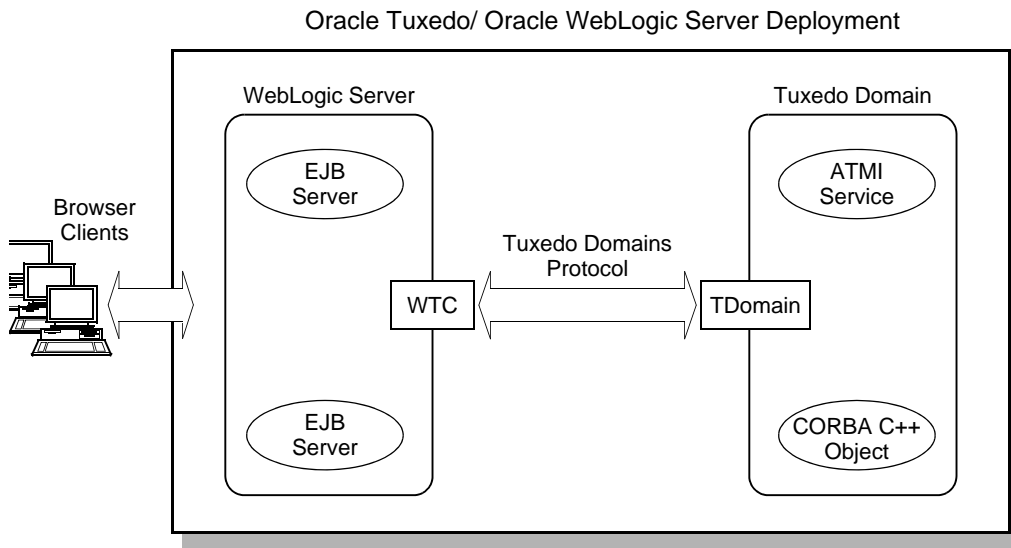 Oracle Tuxedo/ Oracle WebLogic Server Deployment
WebLogic Server
Tuxedo Domain
EJB
Server
ATMI
Service
Browser
Clients
Tuxedo Domains
Protocol
WTC
TDomain
EJB
Server
CORBA C++
Object